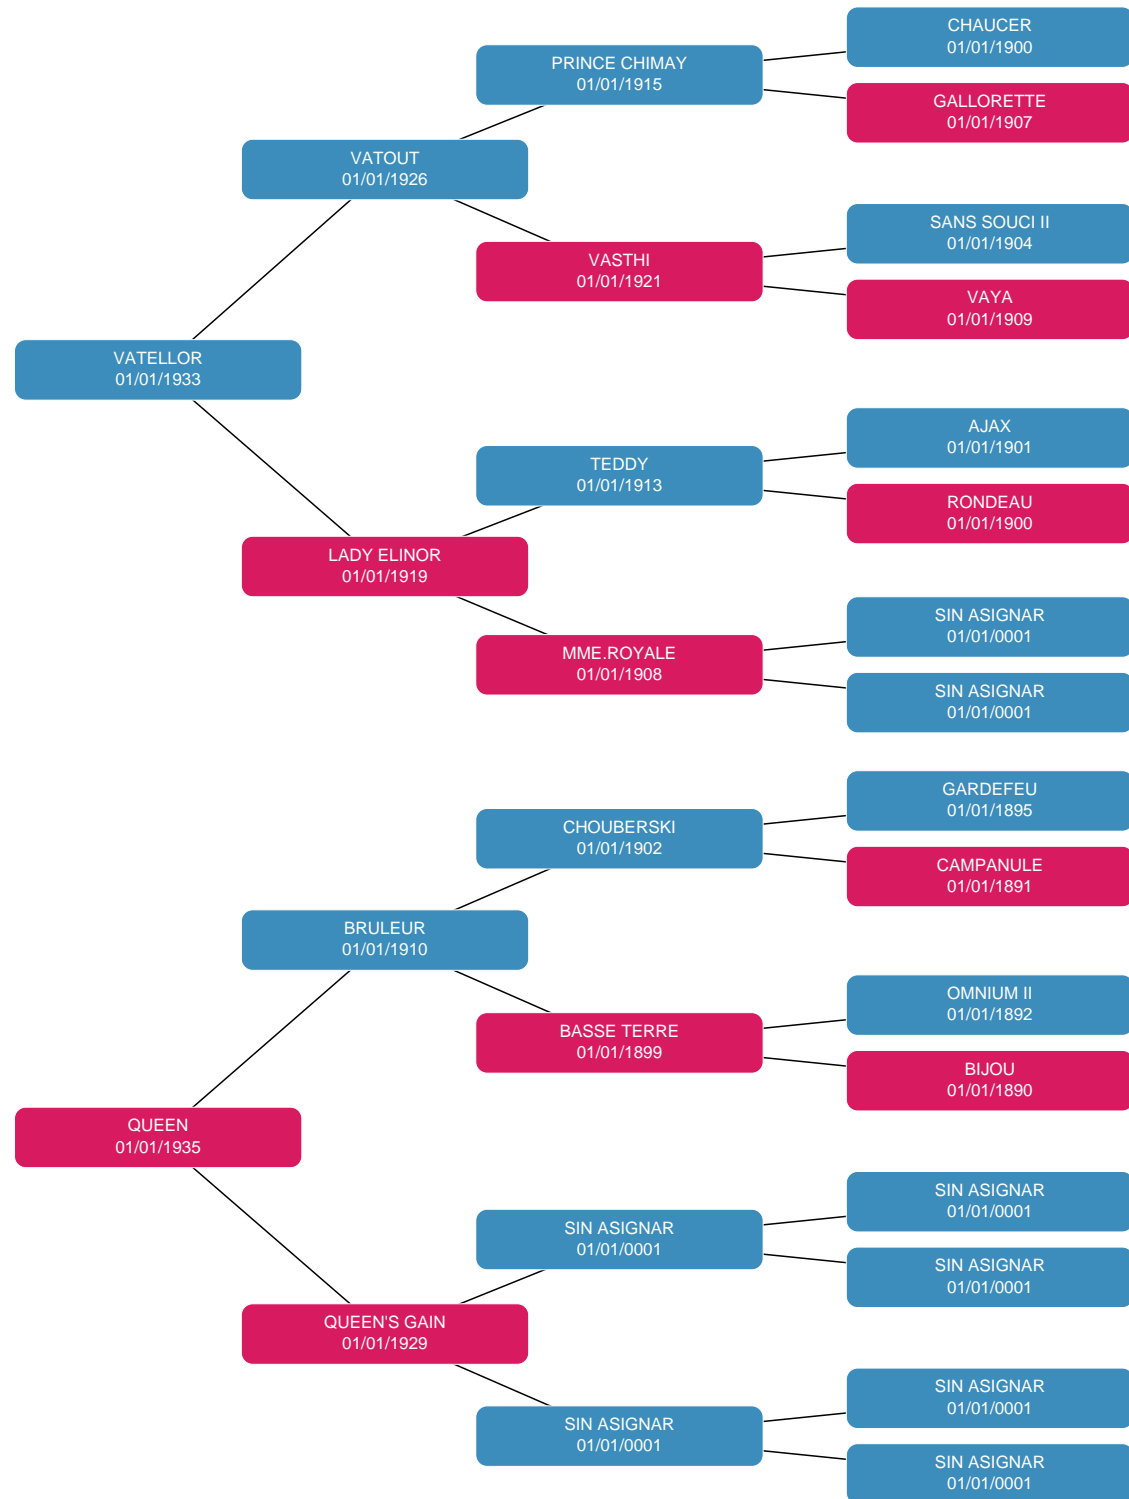 CHAUCER
01/01/1900
PRINCE CHIMAY
01/01/1915
GALLORETTE
01/01/1907
VATOUT
01/01/1926
SANS SOUCI II
01/01/1904
VASTHI
01/01/1921
VAYA
01/01/1909
VATELLOR
01/01/1933
AJAX
01/01/1901
TEDDY
01/01/1913
RONDEAU
01/01/1900
LADY ELINOR
01/01/1919
SIN ASIGNAR
01/01/0001
MME.ROYALE
01/01/1908
SIN ASIGNAR
01/01/0001
GARDEFEU
01/01/1895
CHOUBERSKI
01/01/1902
CAMPANULE
01/01/1891
BRULEUR
01/01/1910
OMNIUM II
01/01/1892
BASSE TERRE
01/01/1899
BIJOU
01/01/1890
QUEEN
01/01/1935
SIN ASIGNAR
01/01/0001
SIN ASIGNAR
01/01/0001
SIN ASIGNAR
01/01/0001
QUEEN'S GAIN
01/01/1929
SIN ASIGNAR
01/01/0001
SIN ASIGNAR
01/01/0001
SIN ASIGNAR
01/01/0001